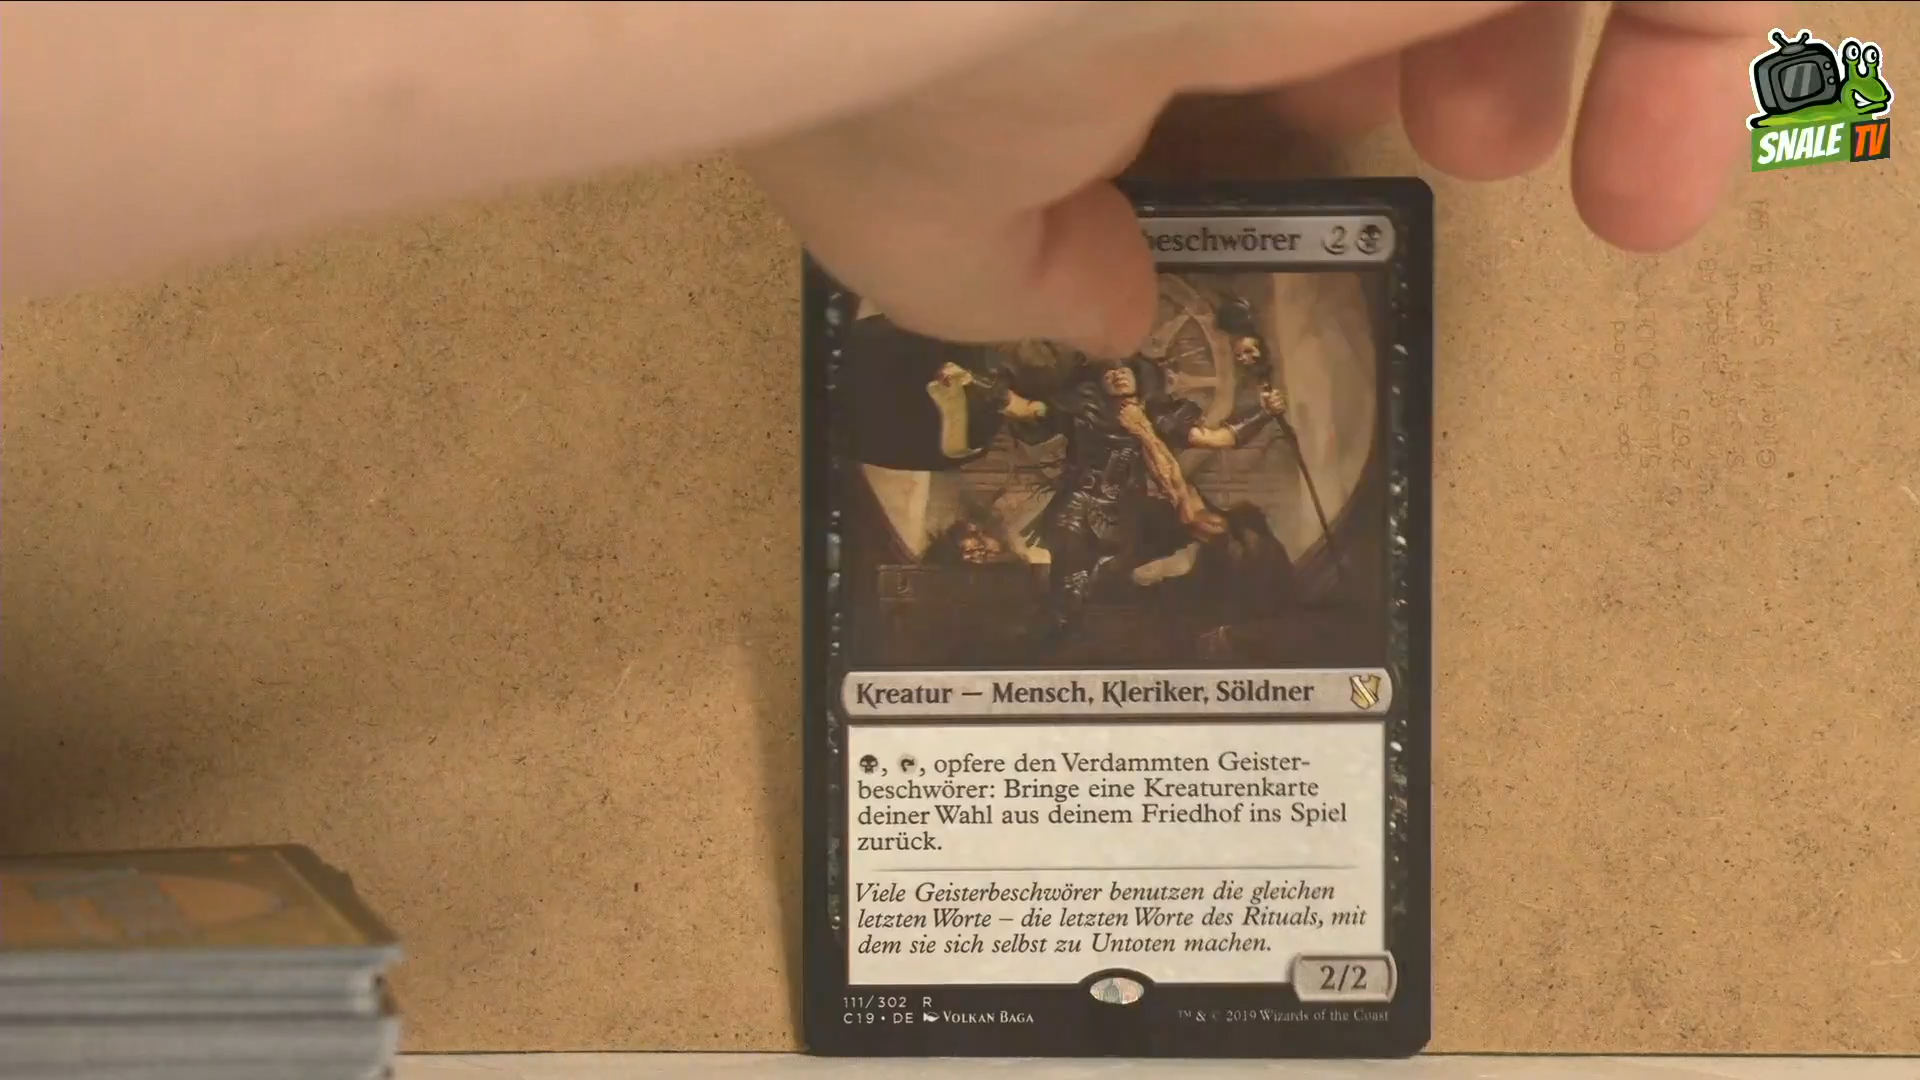 SNALE TV
beschwörer 2
Kreatur — Mensch, Kleriker, Söldner
, , opfere den Verdammten Geister-
beschwörer: Bringe eine Kreaturenkarte
deiner Wahl aus deinem Friedhof ins Spiel
zurück.
Viele Geisterbeschwörer benutzen die gleichen
letzten Worte – die letzten Worte des Rituals, mit
dem sie sich selbst zu Untoten machen.
2/2
111/302 R
C19 • DE VOLKAN BAGA
™ & © 2019 Wizards of the Coast